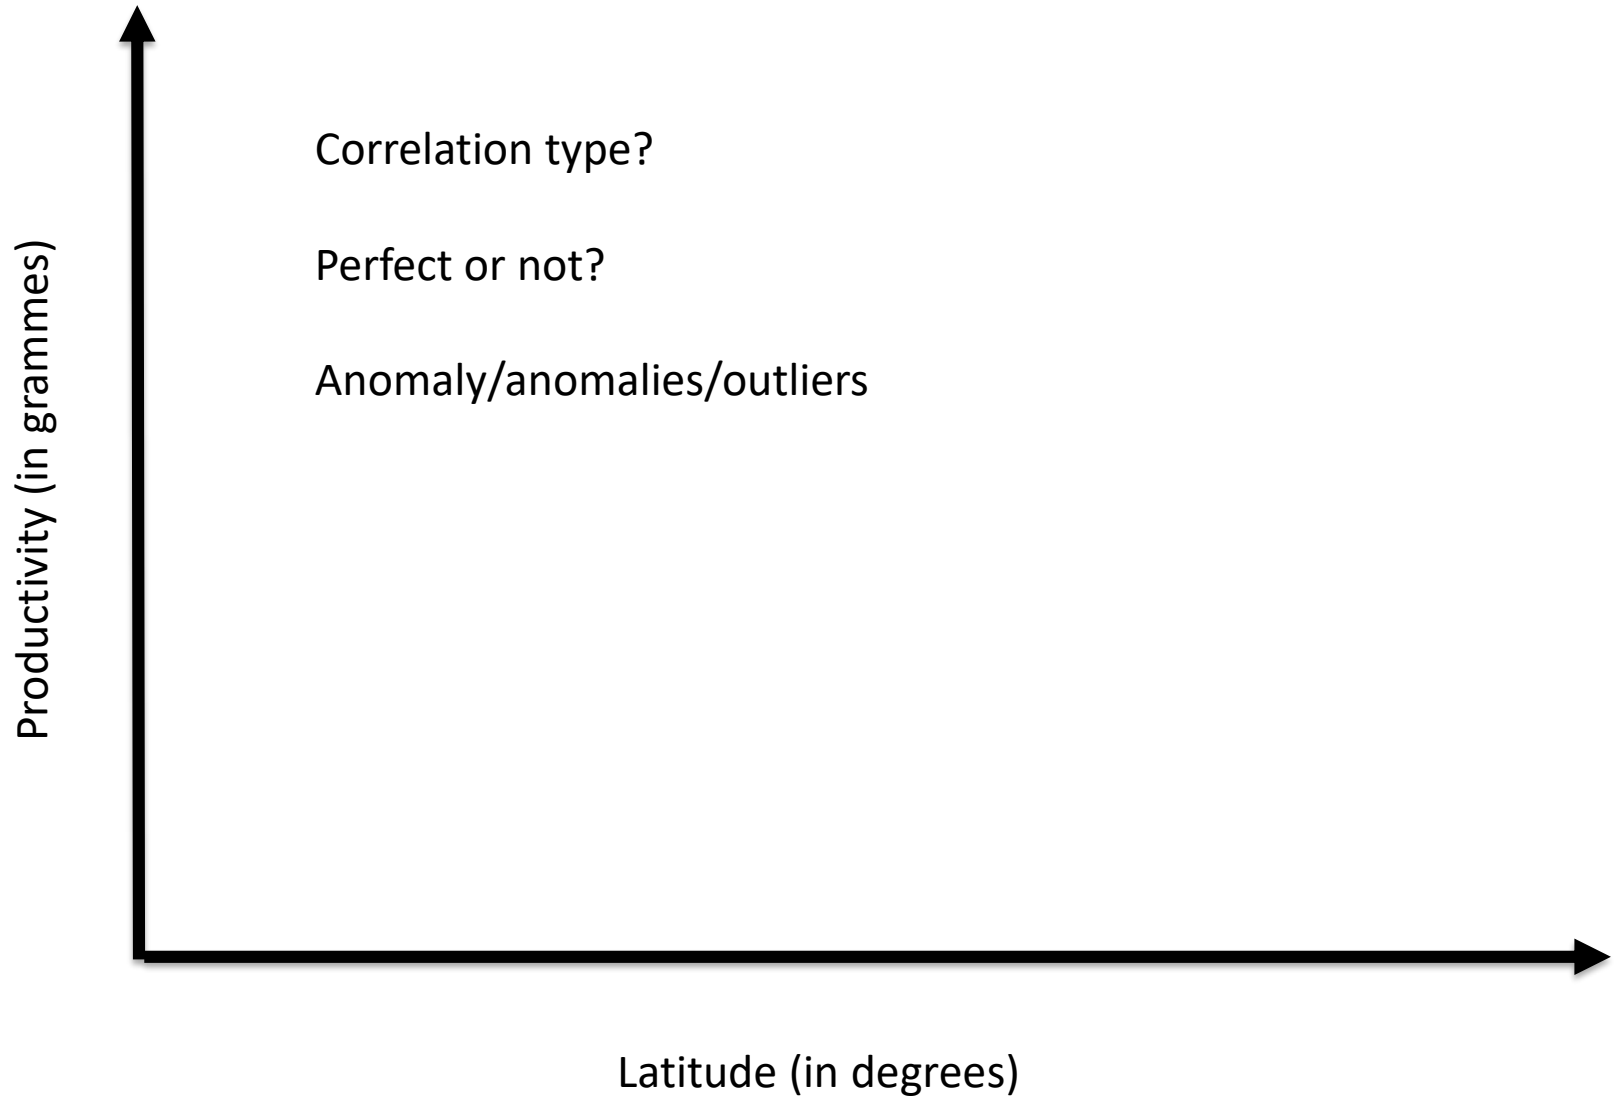 Correlation type?
Perfect or not?
Anomaly/anomalies/outliers
Productivity (in grammes)
Latitude (in degrees)